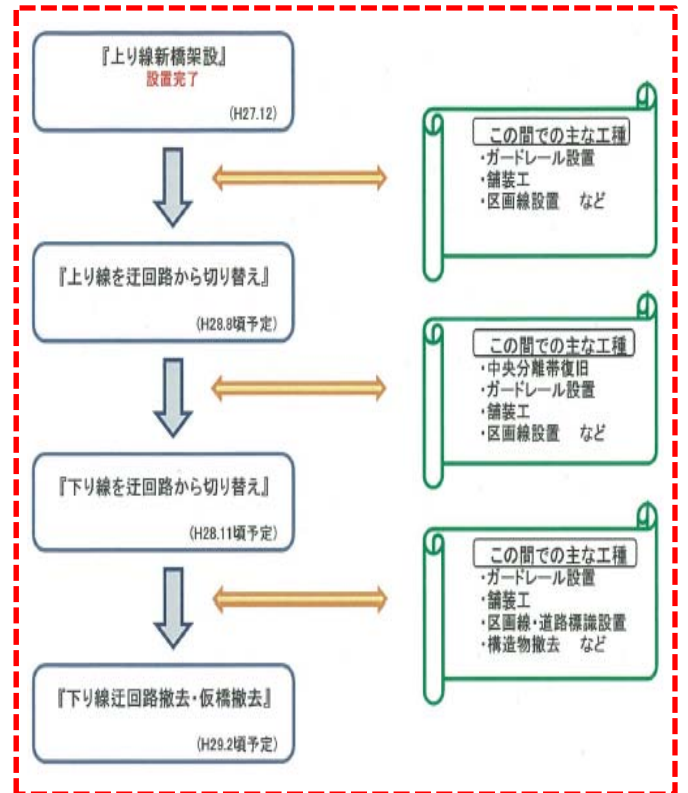 『上り線新橋架設』
設置完了
(H27.12)
この間での主な工種
・ガードレール設置
・舗装工
・区画線設置　など
『上り線を迂回路から切り替え』
(H28.8頃予定)
この間での主な工種
・中央分離帯復旧
・ガードレール設置
・舗装工
・区画線設置　など
『下り線を迂回路から切り替え』
(H28.11頃予定)
この間での主な工種
・ガードレール設置
・舗装工
・区画線・道路標識設置
・構造物撤去　など
『下り線迂回路撤去・仮橋撤去』
(H29.2頃予定)